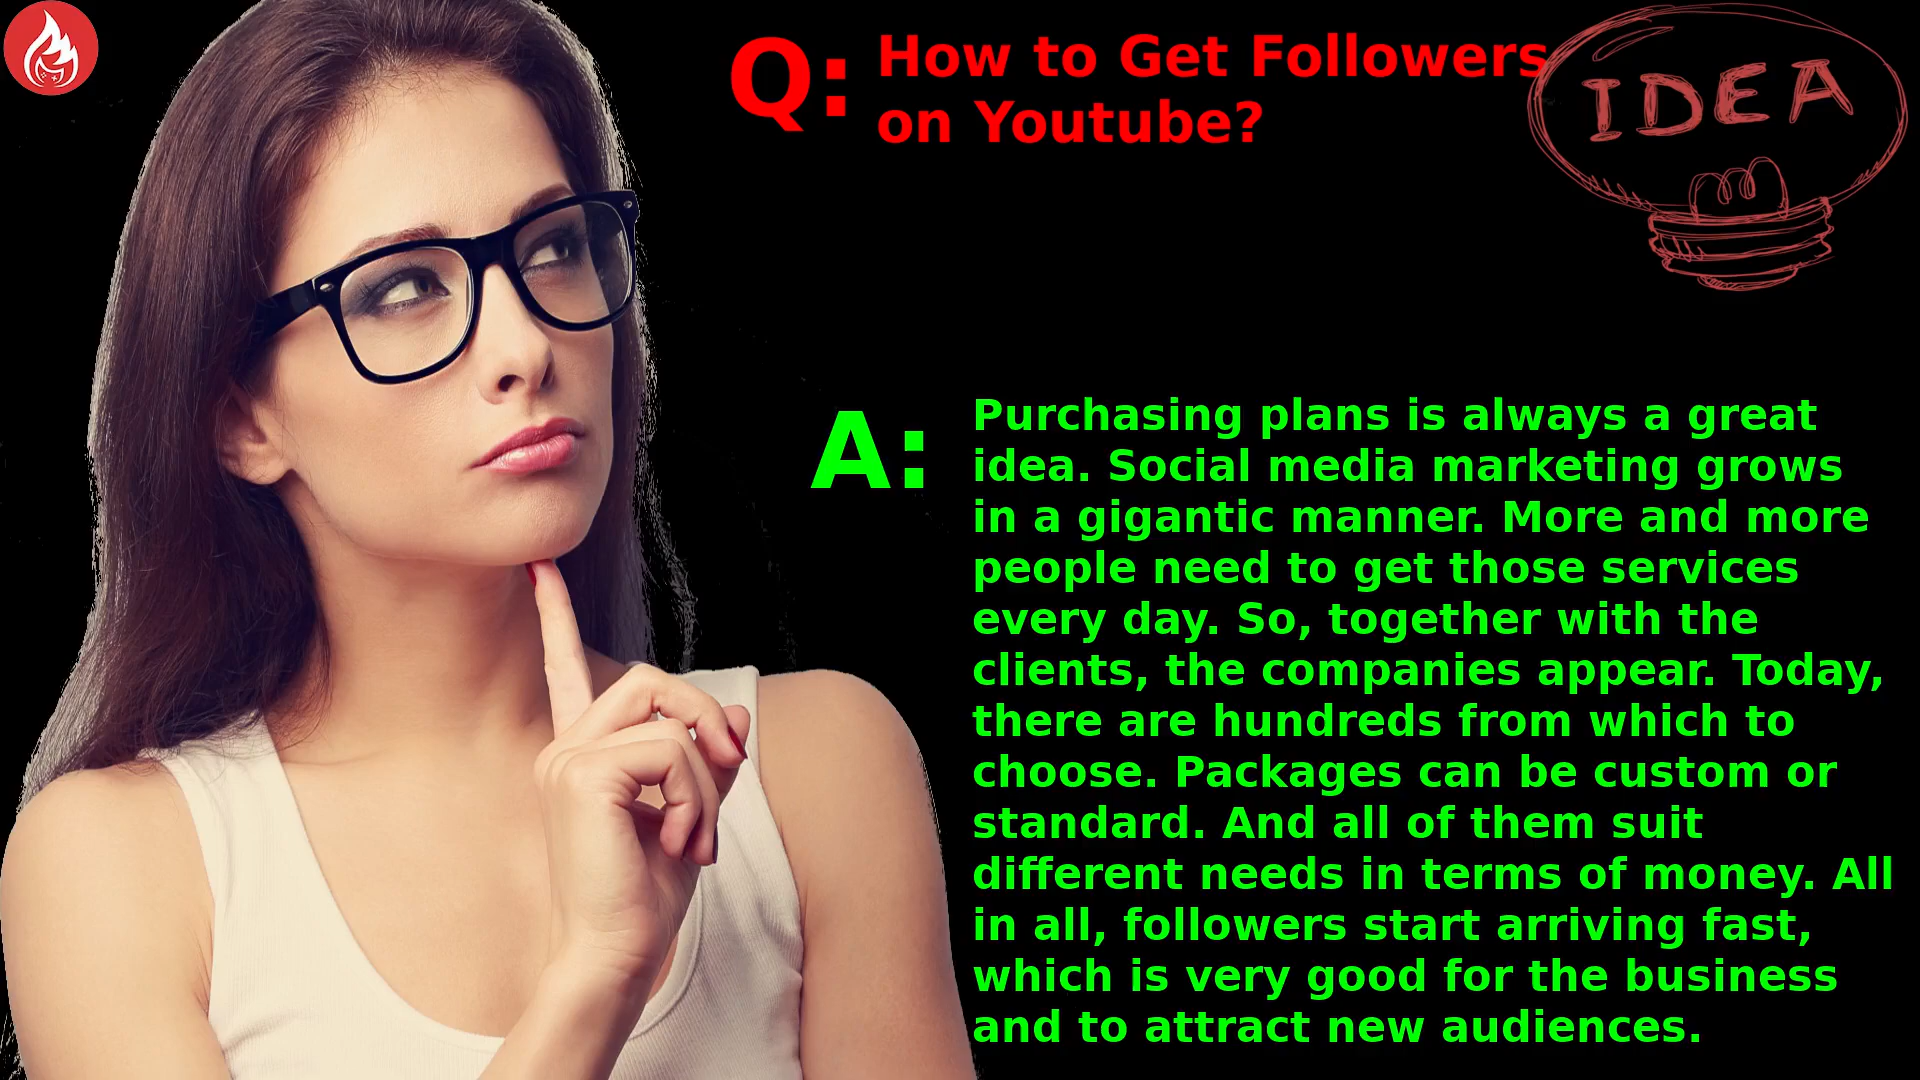 Q: How to Get Followers
on Youtube?
IDEA
A: Purchasing plans is always a great
idea. Social media marketing grows
in a gigantic manner. More and more
people need to get those services
every day. So, together with the
clients, the companies appear. Today,
there are hundreds from which to
choose. Packages can be custom or
standard. And all of them suit
different needs in terms of money. All
in all, followers start arriving fast,
which is very good for the business
and to attract new audiences.